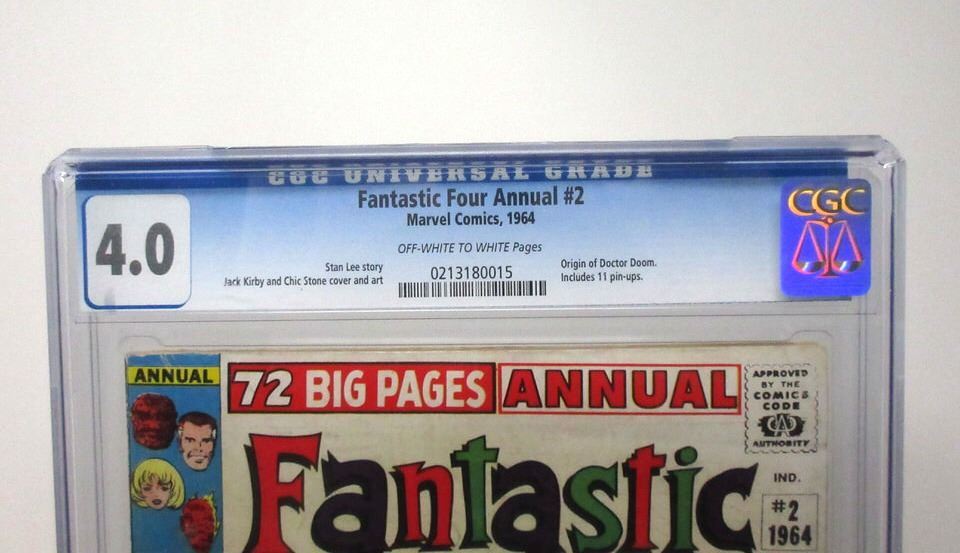 CGC UNIVERSAL GRADE
Fantastic Four Annual #2
Marvel Comics, 1964
4.0
OFF-WHITE TO WHITE Pages
Stan Lee story
Jack Kirby and Chic Stone cover and art
0213180015
Origin of Doctor Doom.
Includes 11 pin-ups.
CGC
ANNUAL
72 BIG PAGES ANNUAL
APPROVED
BY THE
COMICS
CODE
CA
AUTHORITY
Fantastic
IND.
#2
1964